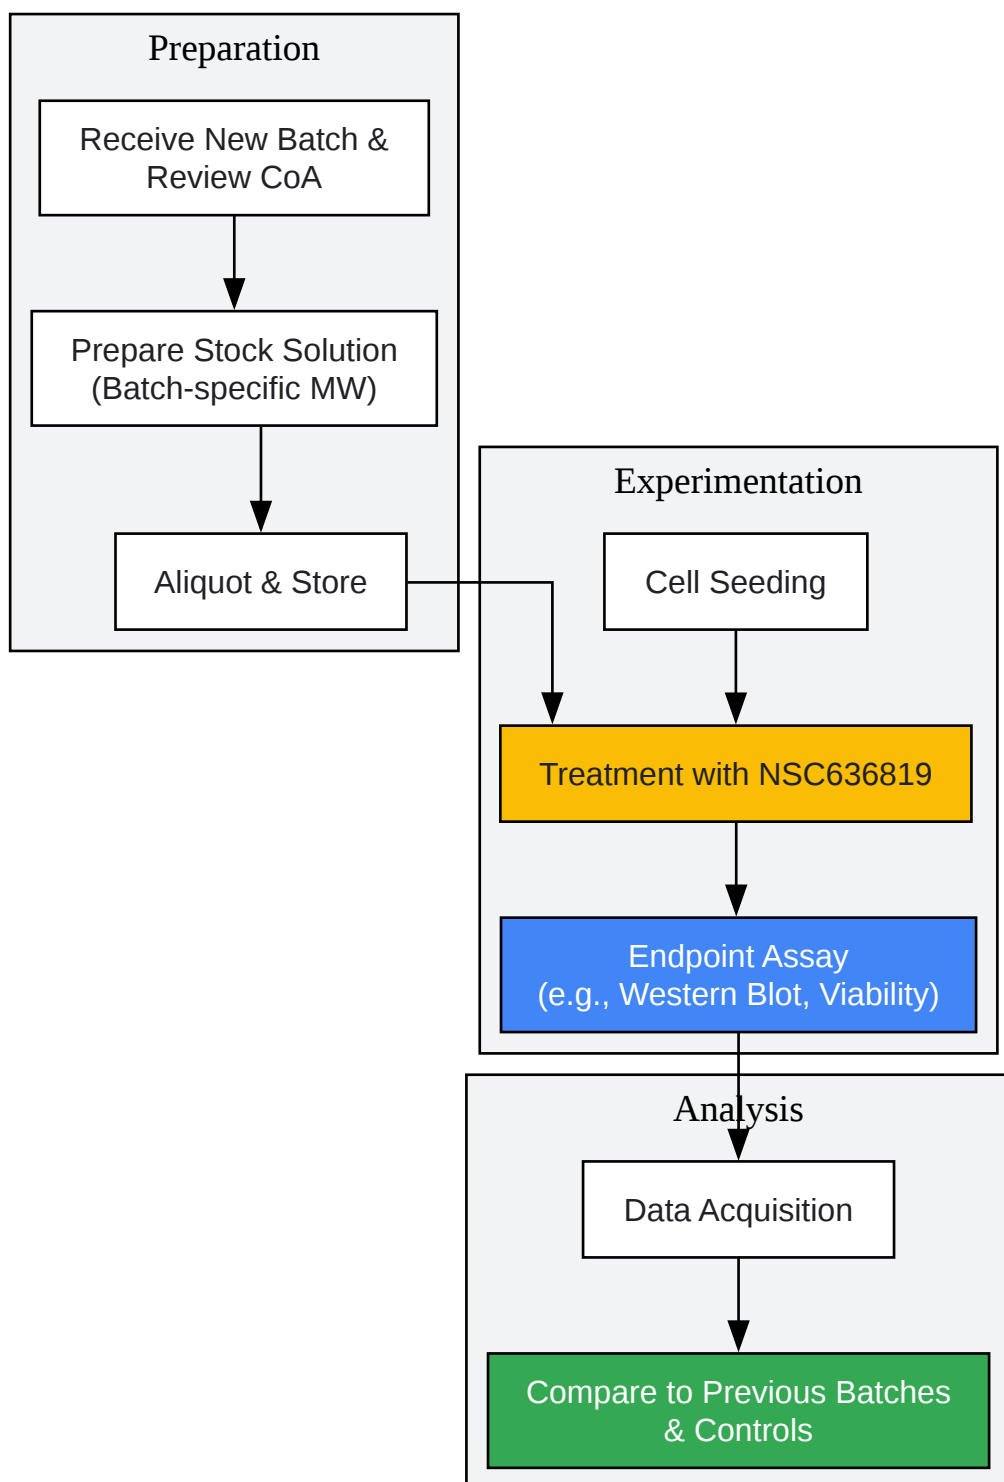 Preparation
Receive New Batch &
Review CoA
Prepare Stock Solution
(Batch-specific MW)
Aliquot & Store
Experimentation
Cell Seeding
Treatment with NSC636819
Endpoint Assay
(e.g., Western Blot, Viability)
Analysis
Data Acquisition
Compare to Previous Batches
& Controls